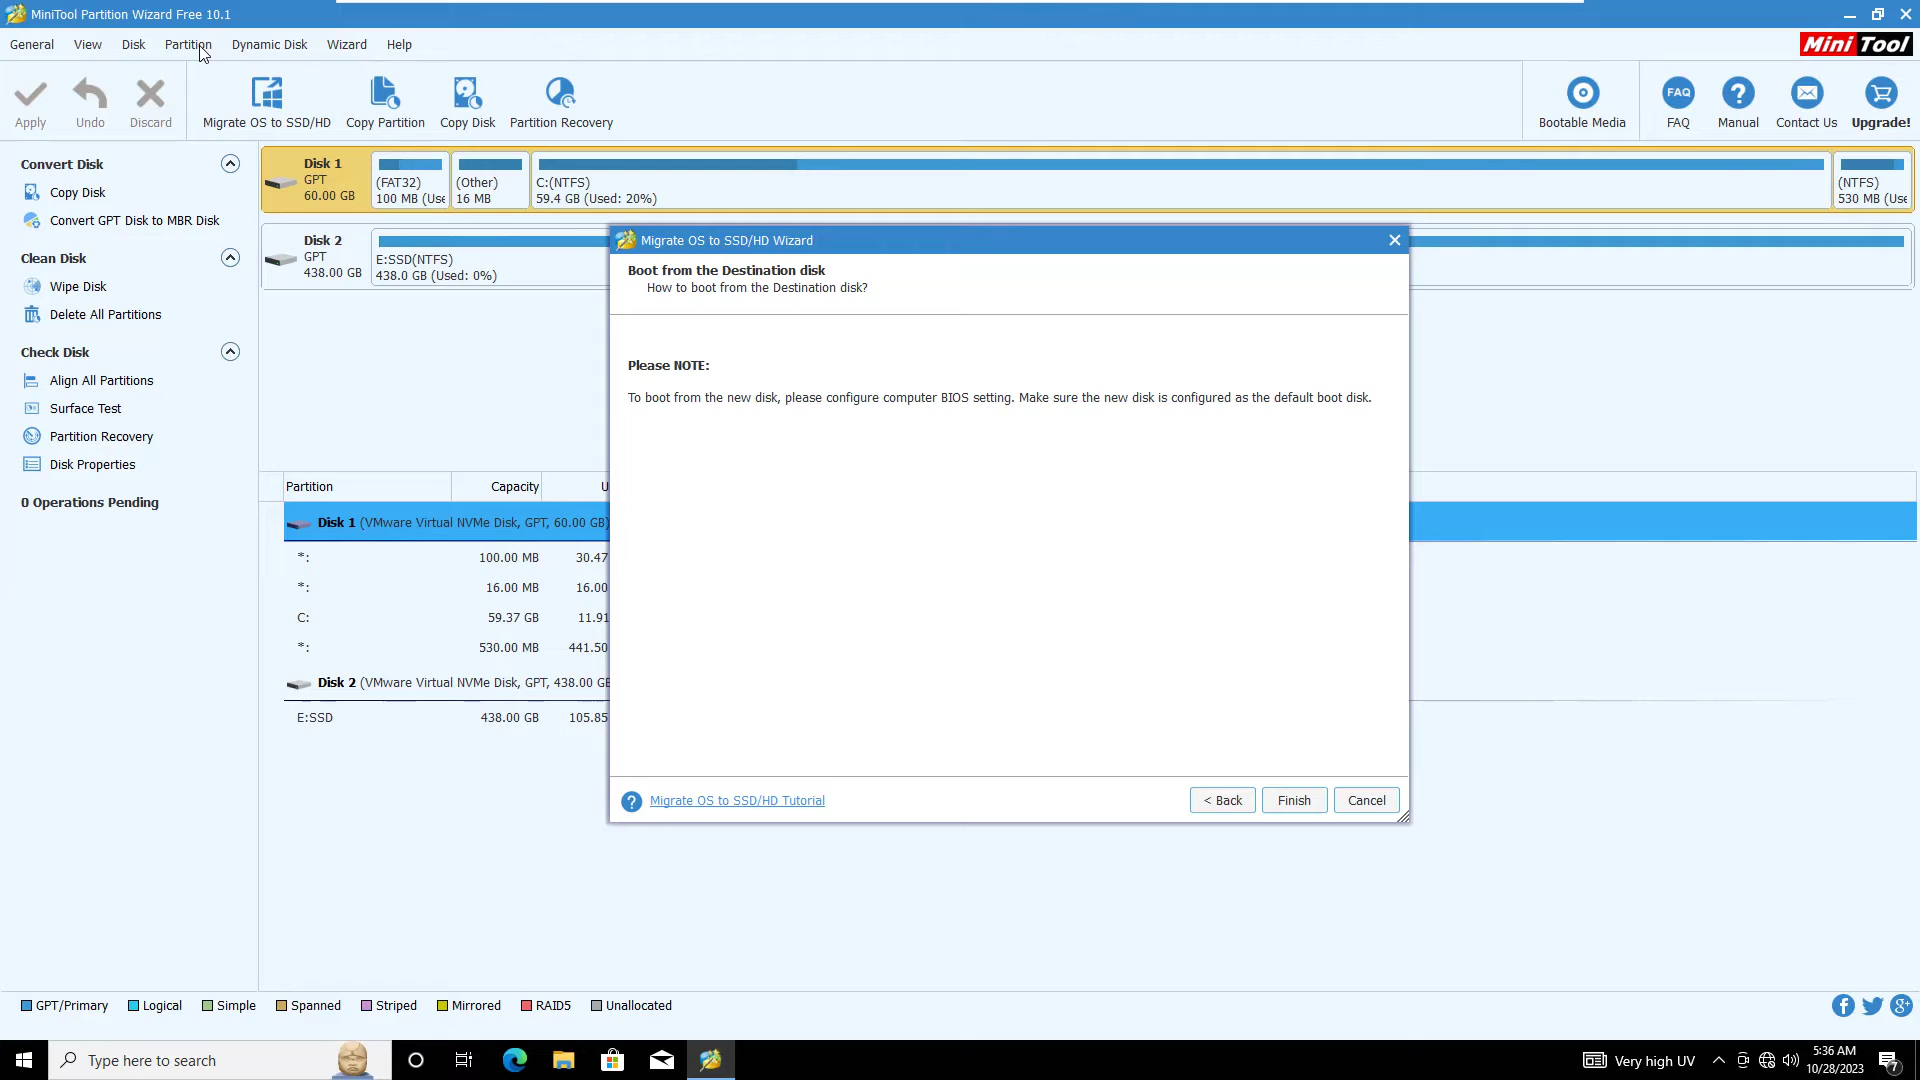 MiniTool Partition Wizard Free 10.1
General View Disk Partition Dynamic Disk Wizard Help
Mini Tool
Apply Undo Discard Migrate OS to SSD/HD Copy Partition Copy Disk Partition Recovery Bootable Media FAQ FAQ Manual Contact Us Upgrade!
Convert Disk
Copy Disk
Convert GPT Disk to MBR Disk
Clean Disk
Wipe Disk
Delete All Partitions
Check Disk
Align All Partitions
Surface Test
Partition Recovery
Disk Properties
0 Operations Pending
Disk 1
GPT
60.00 GB
(FAT32)
100 MB (Use
(Other)
16 MB
C:(NTFS)
59.4 GB (Used: 20%)
(NTFS)
530 MB (Use
Disk 2
GPT
438.00 GB
E:SSD(NTFS)
438.0 GB (Used: 0%)
Partition Capacity U
Disk 1 (VMware Virtual NVMe Disk, GPT, 60.00 GB)
*: 100.00 MB 30.47
*: 16.00 MB 16.00
C: 59.37 GB 11.91
*: 530.00 MB 441.50
Disk 2 (VMware Virtual NVMe Disk, GPT, 438.00 GB
E:SSD 438.00 GB 105.85
Migrate OS to SSD/HD Wizard
Boot from the Destination disk
How to boot from the Destination disk?
Please NOTE:
To boot from the new disk, please configure computer BIOS setting. Make sure the new disk is configured as the default boot disk.
? Migrate OS to SSD/HD Tutorial
< Back Finish Cancel
GPT/Primary Logical Simple Spanned Striped Mirrored RAID5 Unallocated
Type here to search
Very high UV
5:36 AM
10/28/2023
7